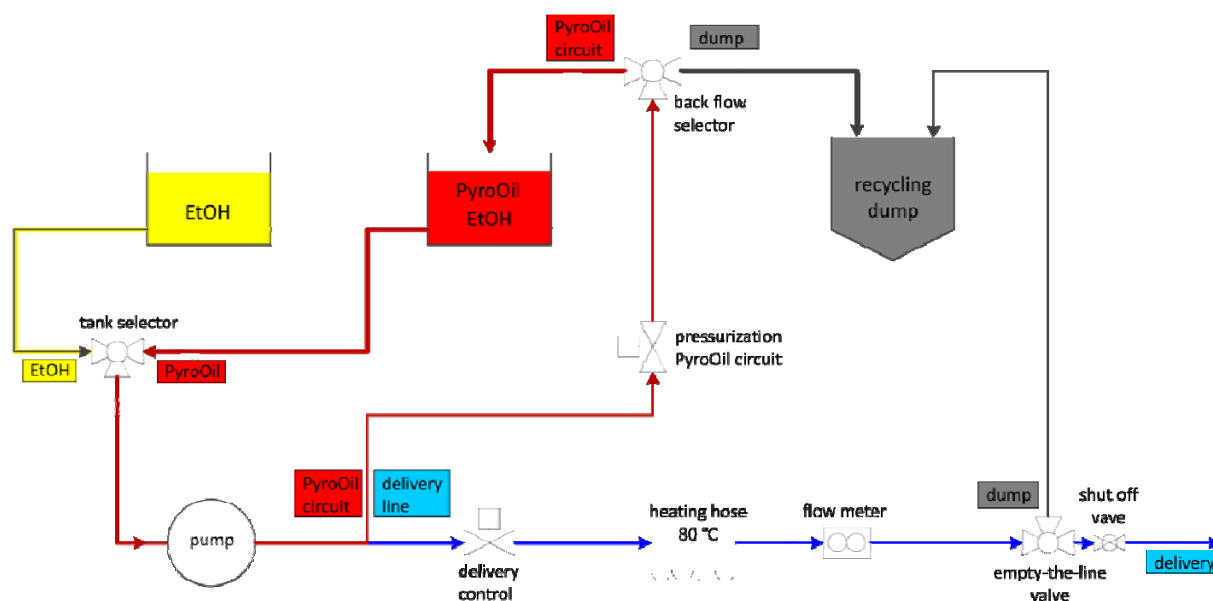 PyroOil
circuit
dump
back flow
selector
EtOH
PyroOil
EtOH
recycling
dump
tank selector
EtOH
PyroOil
pressurization
PyroOil circuit
PyroOil
circuit
delivery
line
pump
delivery
control
heating hose
80 °C
flow meter
dump
shut off
vave
empty-the-line
valve
delivery